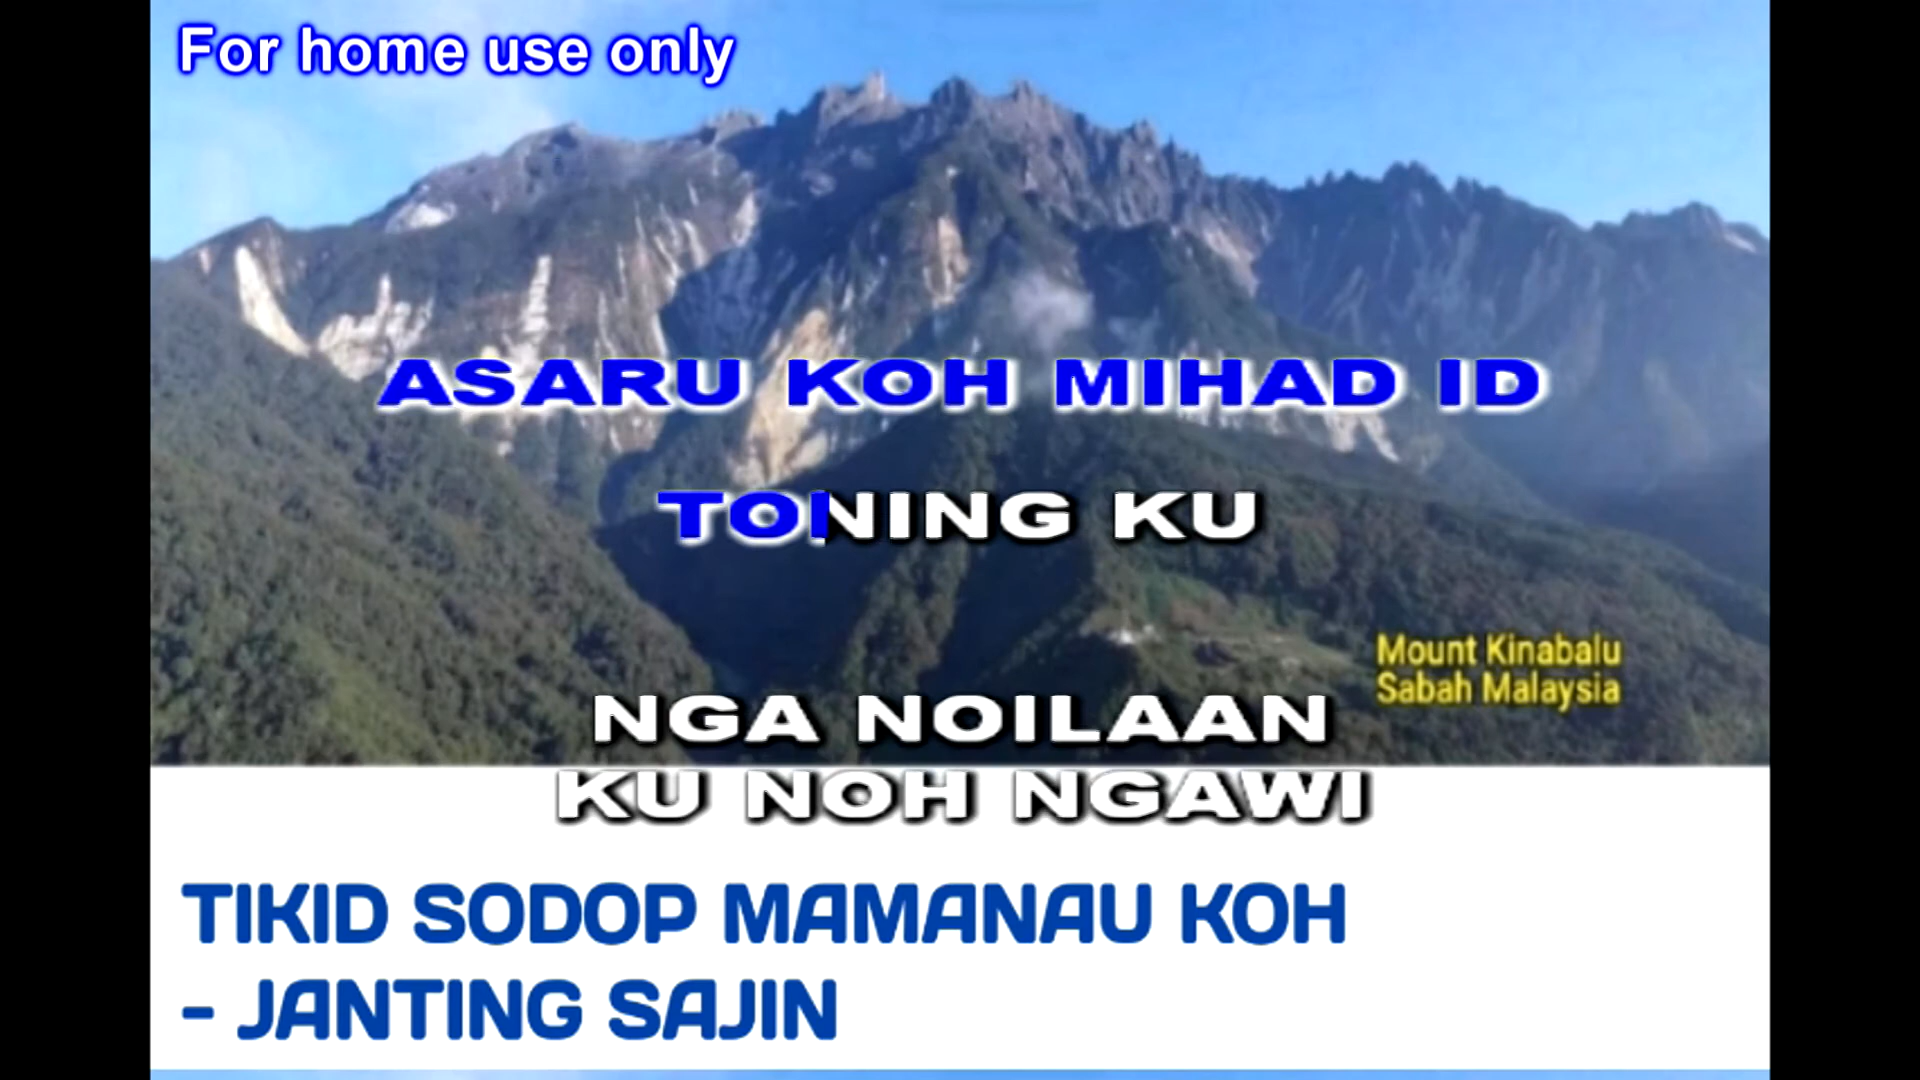 For home use only
ASARU KOH MIHAD ID
TONING KU
Mount Kinabalu
Sabah Malaysia
NGA NOILAAN
KU NOH NGAWI
TIKID SODOP MAMANAU KOH
- JANTING SAJIN